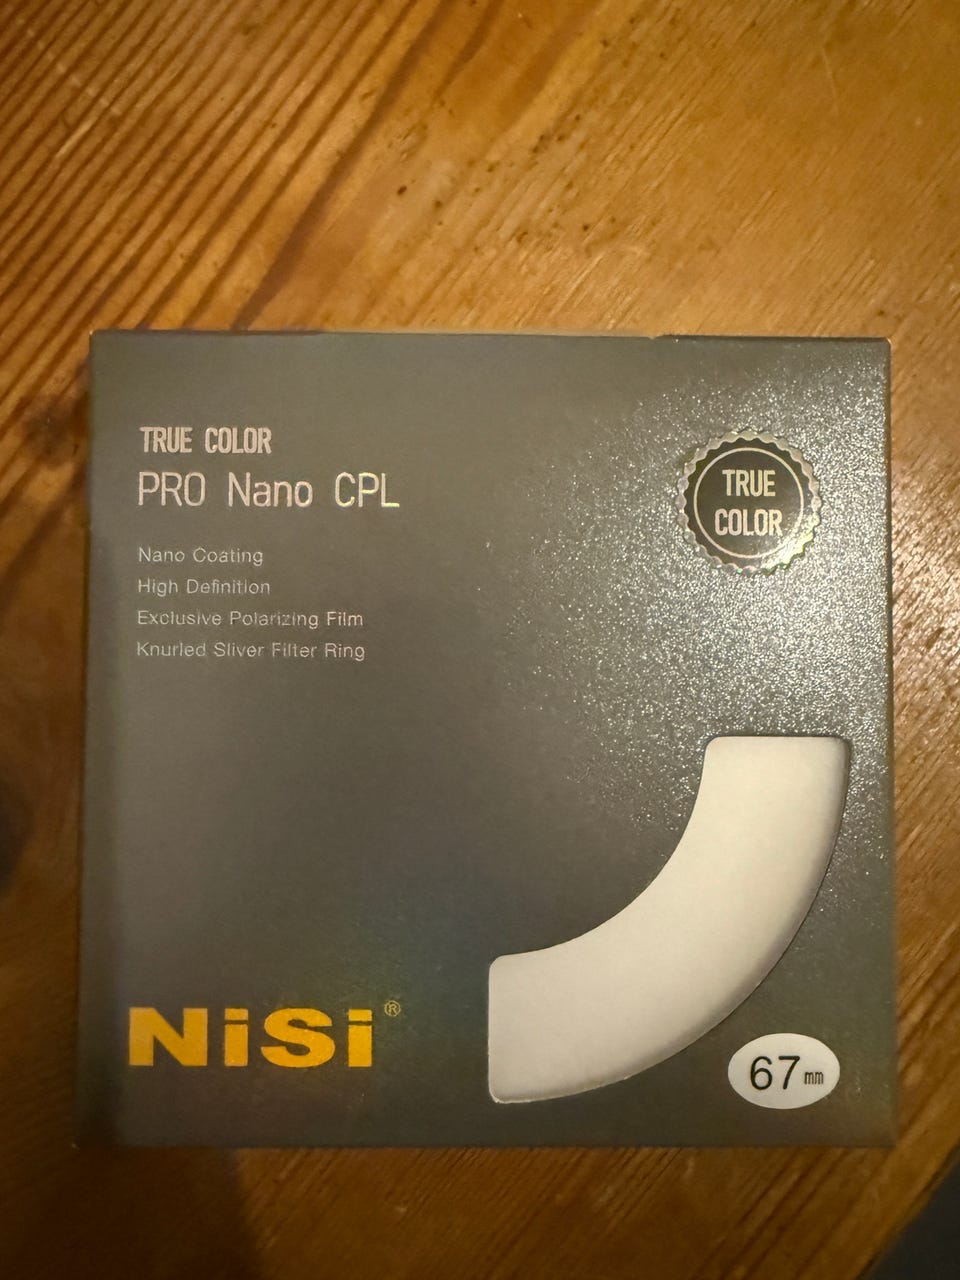 TRUE COLOR
PRO Nano CPL
Nano Coating
High Definition
Exclusive Polarizing Film
Knurled Sliver Filter Ring
TRUE
COLOR
NiSi®
67mm